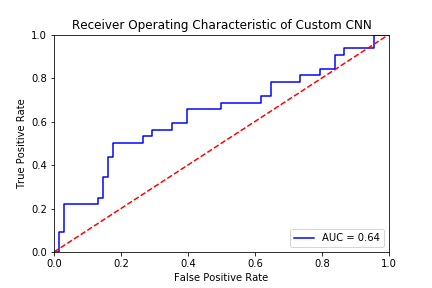 Receiver Operating Characteristic of Custom CNN
True Positive Rate
1.0
0.8
0.6
0.4
0.2
0.0
AUC = 0.64
0.0 0.2 0.4 0.6 0.8 1.0
False Positive Rate